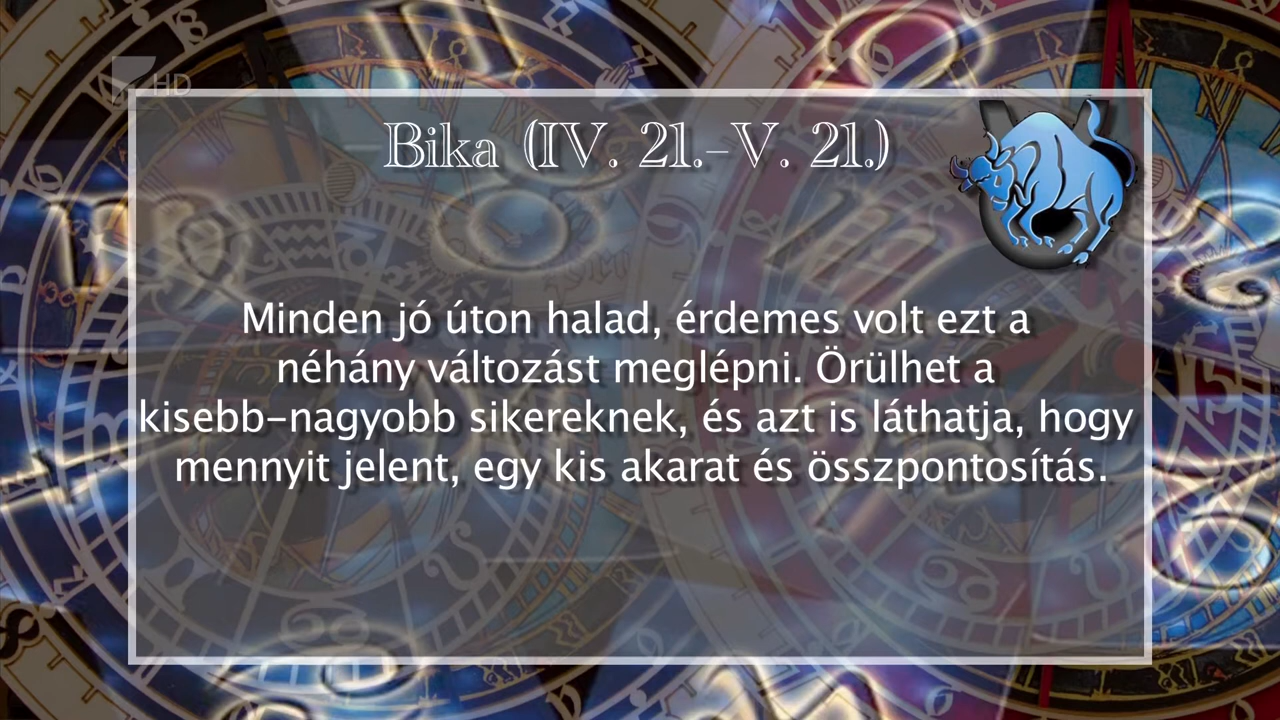 HD
Bika (IV. 21.-V. 21.)
Minden jó úton halad, érdemes volt ezt a
néhány változást meglépni. Örülhet a
kisebb-nagyobb sikereknek, és azt is láthatja, hogy
mennyit jelent, egy kis akarat és összpontosítás.